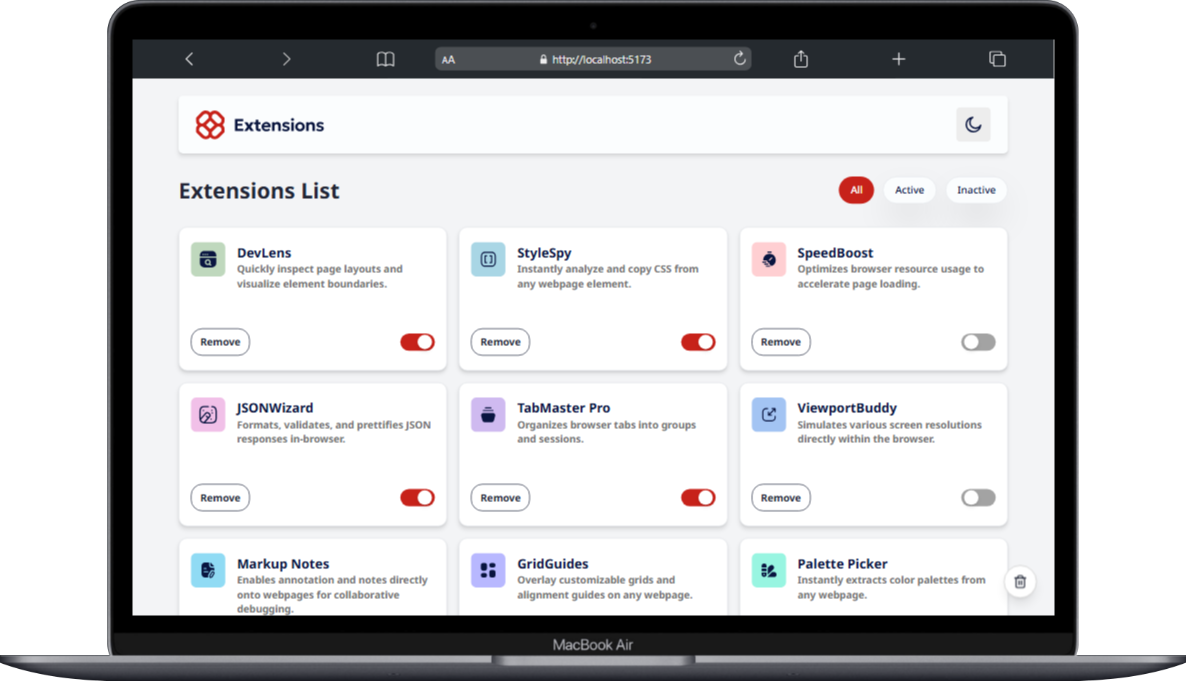 AA
http://localhost:5173
Extensions
Extensions List
All
Active
Inactive
DevLens
Quickly inspect page layouts and
visualize element boundaries.
Remove
StyleSpy
Instantly analyze and copy CSS from
any webpage element.
Remove
SpeedBoost
Optimizes browser resource usage to
accelerate page loading.
Remove
JSONWizard
Formats, validates, and prettifies JSON
responses in-browser.
Remove
TabMaster Pro
Organizes browser tabs into groups
and sessions.
Remove
ViewportBuddy
Simulates various screen resolutions
directly within the browser.
Remove
Markup Notes
Enables annotation and notes directly
onto webpages for collaborative
debugging.
GridGuides
Overlay customizable grids and
alignment guides on any webpage.
Palette Picker
Instantly extracts color palettes from
any webpage.
MacBook Air